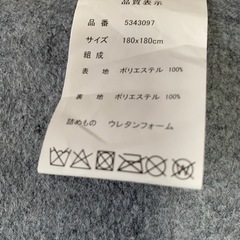 品質表示
品番 5343097
サイズ 180x180cm
組成
表地 ポリエステル 100%
裏地 ポリエステル 100%
詰めもの ウレタンフォーム